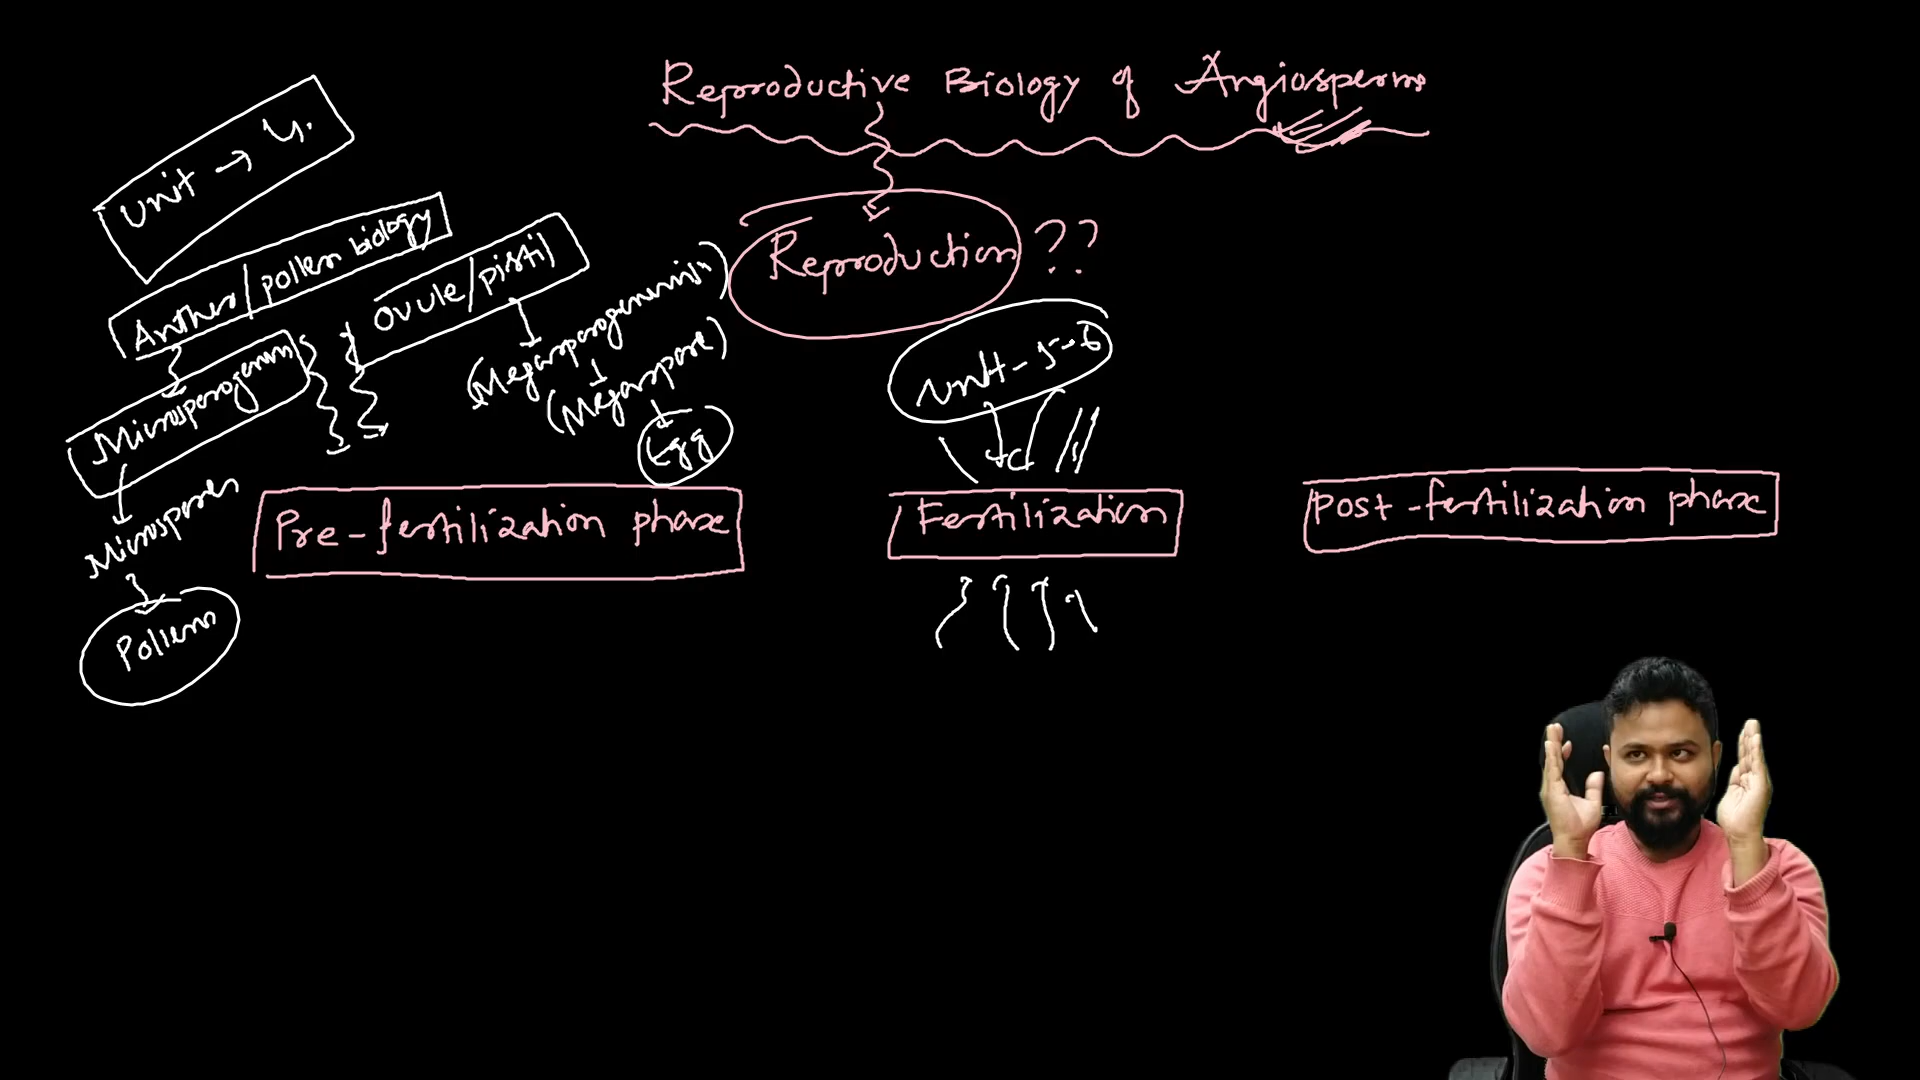 Reproductive Biology of Angiosperms
Unit → 4.
Anther/pollen biology
Ovule/pistil
Reproduction ??
Microsporogenesis
(Megasporogenesis)
(Megaspore)
Egg
Unit - 5-6
Microspores
Pollen
Pre-fertilization phase
Fertilization
Post-fertilization phase